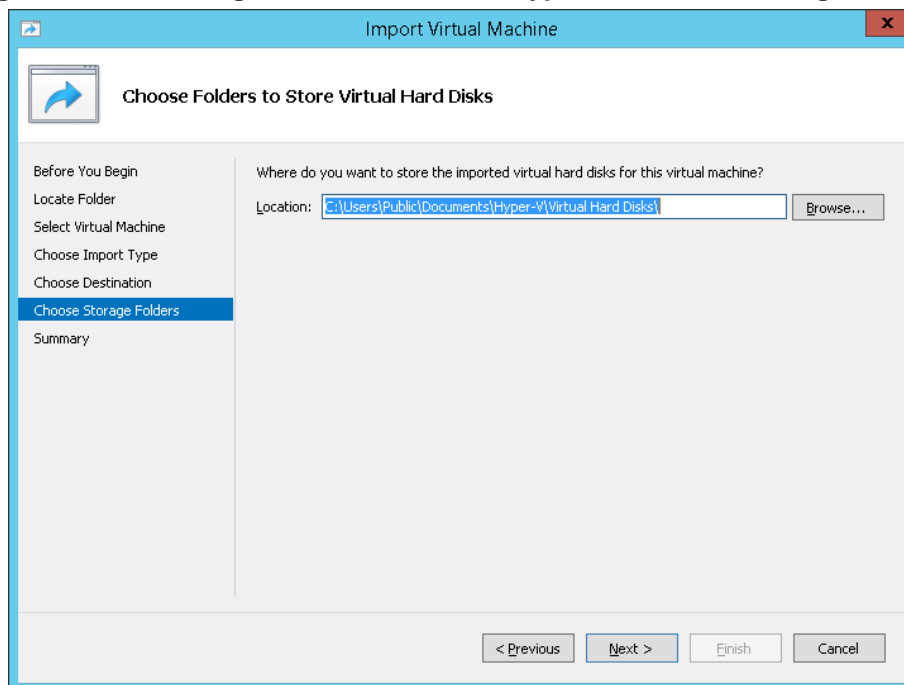 Import Virtual Machine
x
Choose Folders to Store Virtual Hard Disks
Before You Begin
Locate Folder
Select Virtual Machine
Choose Import Type
Choose Destination
Choose Storage Folders
Summary
Where do you want to store the imported virtual hard disks for this virtual machine?
Location: C:\Users\Public\Documents\Hyper-V\Virtual Hard Disks\ Browse...
< Previous Next > Finish Cancel